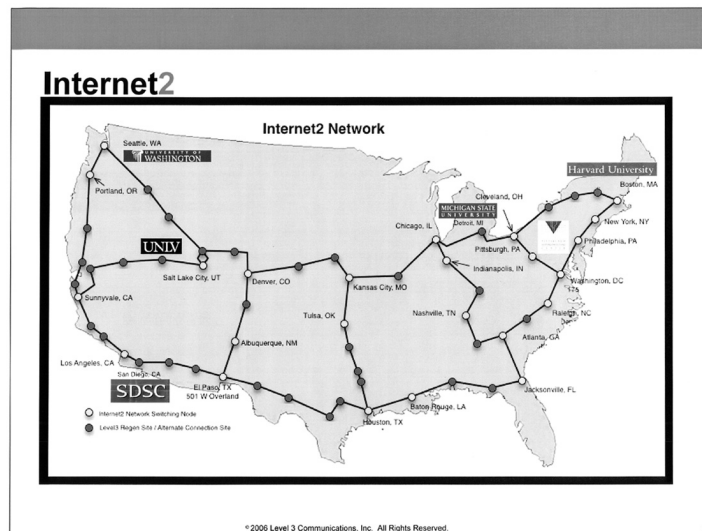 Internet2
Internet2 Network
Seattle, WA
UNIVERSITY OF
WASHINGTON
Portland, OR
Harvard University
Boston, MA
Cleveland, OH
MICHIGAN STATE
UNIVERSITY
Detroit, MI
Chicago, IL
New York, NY
Pittsburgh, PA
Philadelphia, PA
UNLV
Indianapolis, IN
Salt Lake City, UT
Denver, CO
Kansas City, MO
Washington, DC
Sunnyvale, CA
Tulsa, OK
Nashville, TN
Raleigh, NC
Atlanta, GA
Albuquerque, NM
Los Angeles, CA
San Diego, CA
SDSC
El Paso, TX
501 W Overland
Jacksonville, FL
Baton Rouge, LA
Houston, TX
Internet2 Network Switching Node
Level3 Regen Site / Alternate Connection Site
© 2006 Level 3 Communications, Inc. All Rights Reserved.